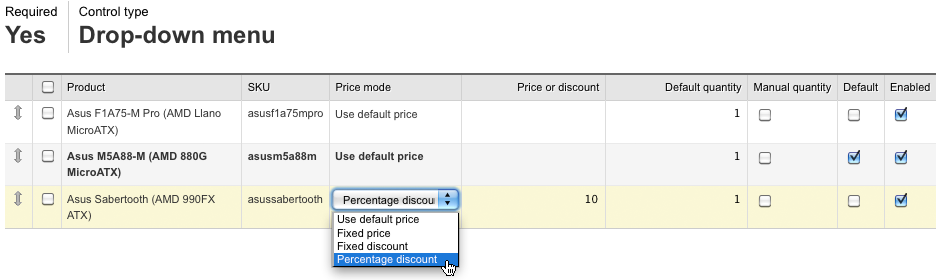 Required Control type
Yes Drop-down menu
Product SKU Price mode Price or discount Default quantity Manual quantity Default Enabled
Asus F1A75-M Pro (AMD Llano asusf1a75mpro Use default price 1
MicroATX)
Asus M5A88-M (AMD 880G asusm5a88m Use default price 1
MicroATX)
Asus Sabertooth (AMD 990FX asussabertooth Percentage discou 10 1
ATX)
Use default price
Fixed price
Fixed discount
Percentage discount